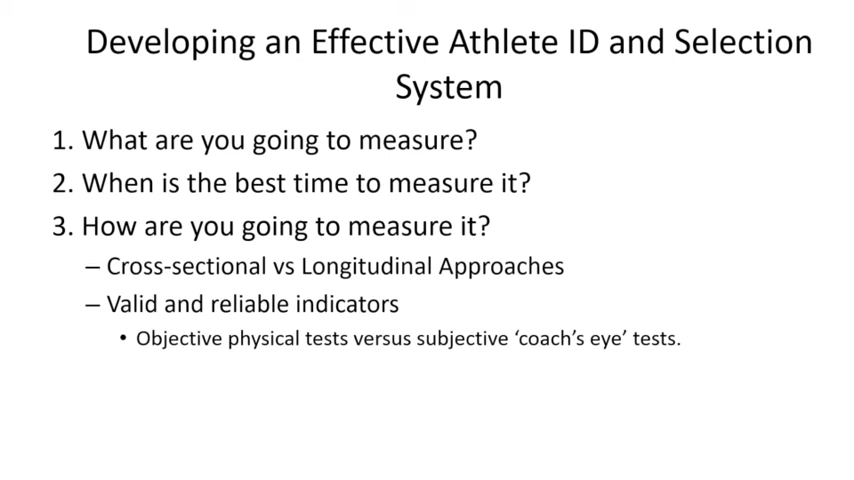 Developing an Effective Athlete ID and Selection
System
1. What are you going to measure?
2. When is the best time to measure it?
3. How are you going to measure it?
– Cross-sectional vs Longitudinal Approaches
– Valid and reliable indicators
• Objective physical tests versus subjective ‘coach’s eye’ tests.